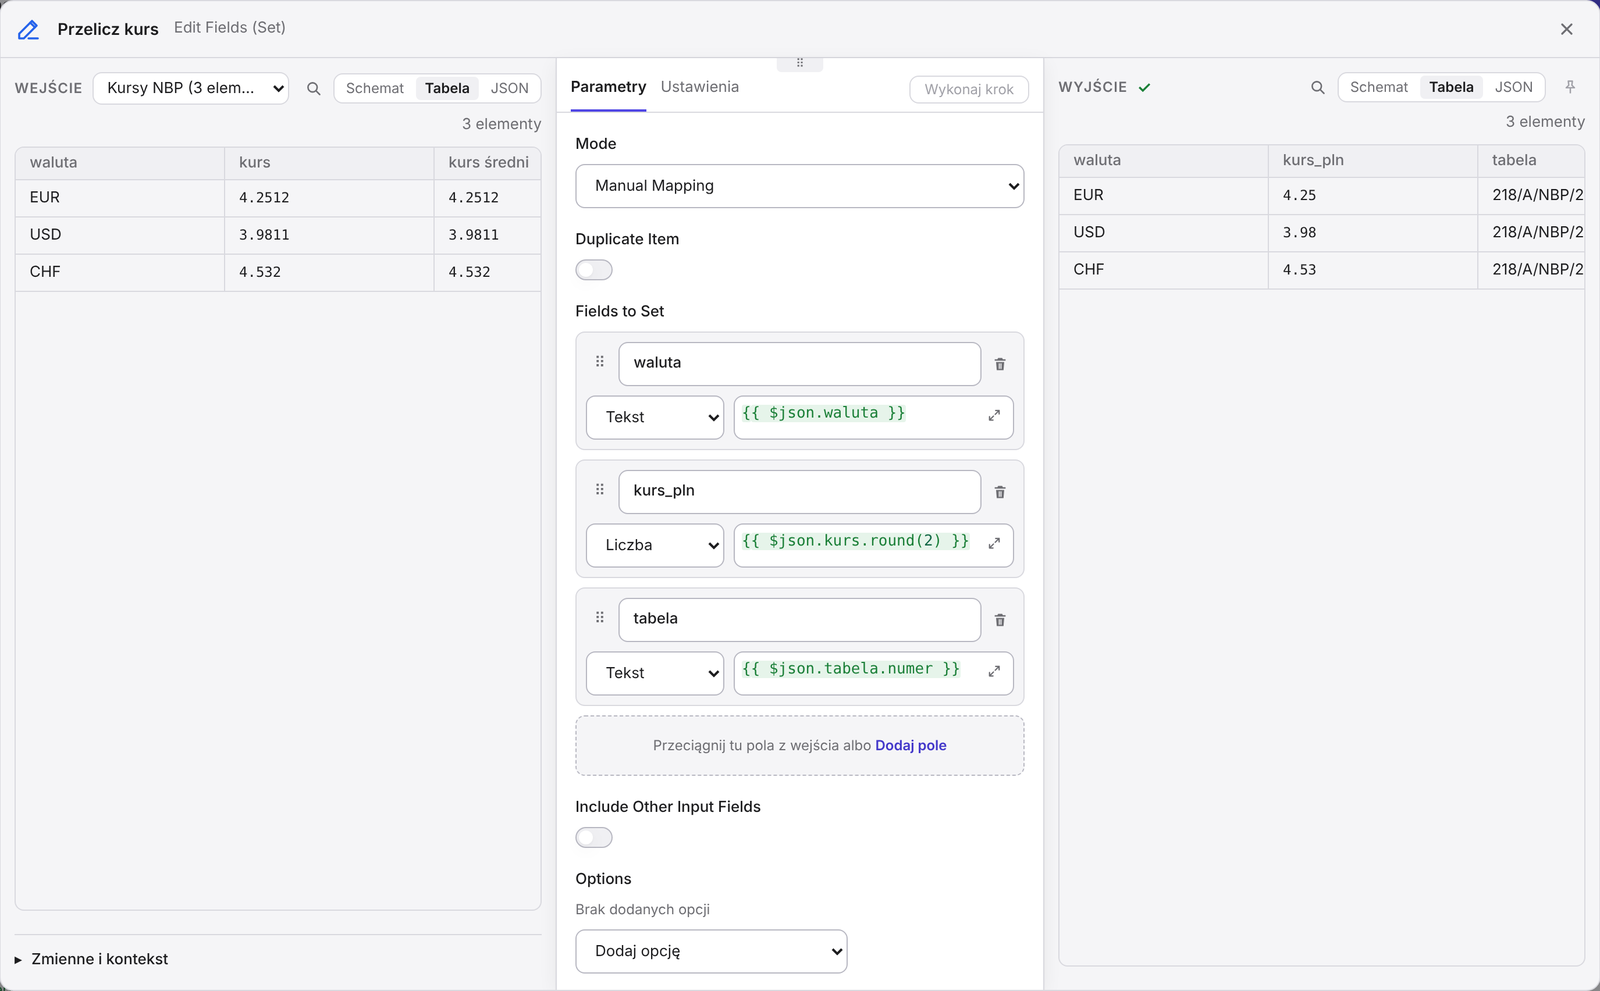 Przelicz kurs Edit Fields (Set)
WEJŚCIE Kursy NBP (3 elem... Schemat Tabela JSON
3 elementy
waluta kurs kurs średni
EUR 4.2512 4.2512
USD 3.9811 3.9811
CHF 4.532 4.532
Zmienne i kontekst
Parametry Ustawienia Wykonaj krok
Mode
Manual Mapping
Duplicate Item
Fields to Set
waluta
Tekst {{ $json.waluta }}
kurs_pln
Liczba {{ $json.kurs.round(2) }}
tabela
Tekst {{ $json.tabela.numer }}
Przeciągnij tu pola z wejścia albo Dodaj pole
Include Other Input Fields
Options
Brak dodanych opcji
Dodaj opcję
WYJŚCIE Schemat Tabela JSON
3 elementy
waluta kurs_pln tabela
EUR 4.25 218/A/NBP/2
USD 3.98 218/A/NBP/2
CHF 4.53 218/A/NBP/2